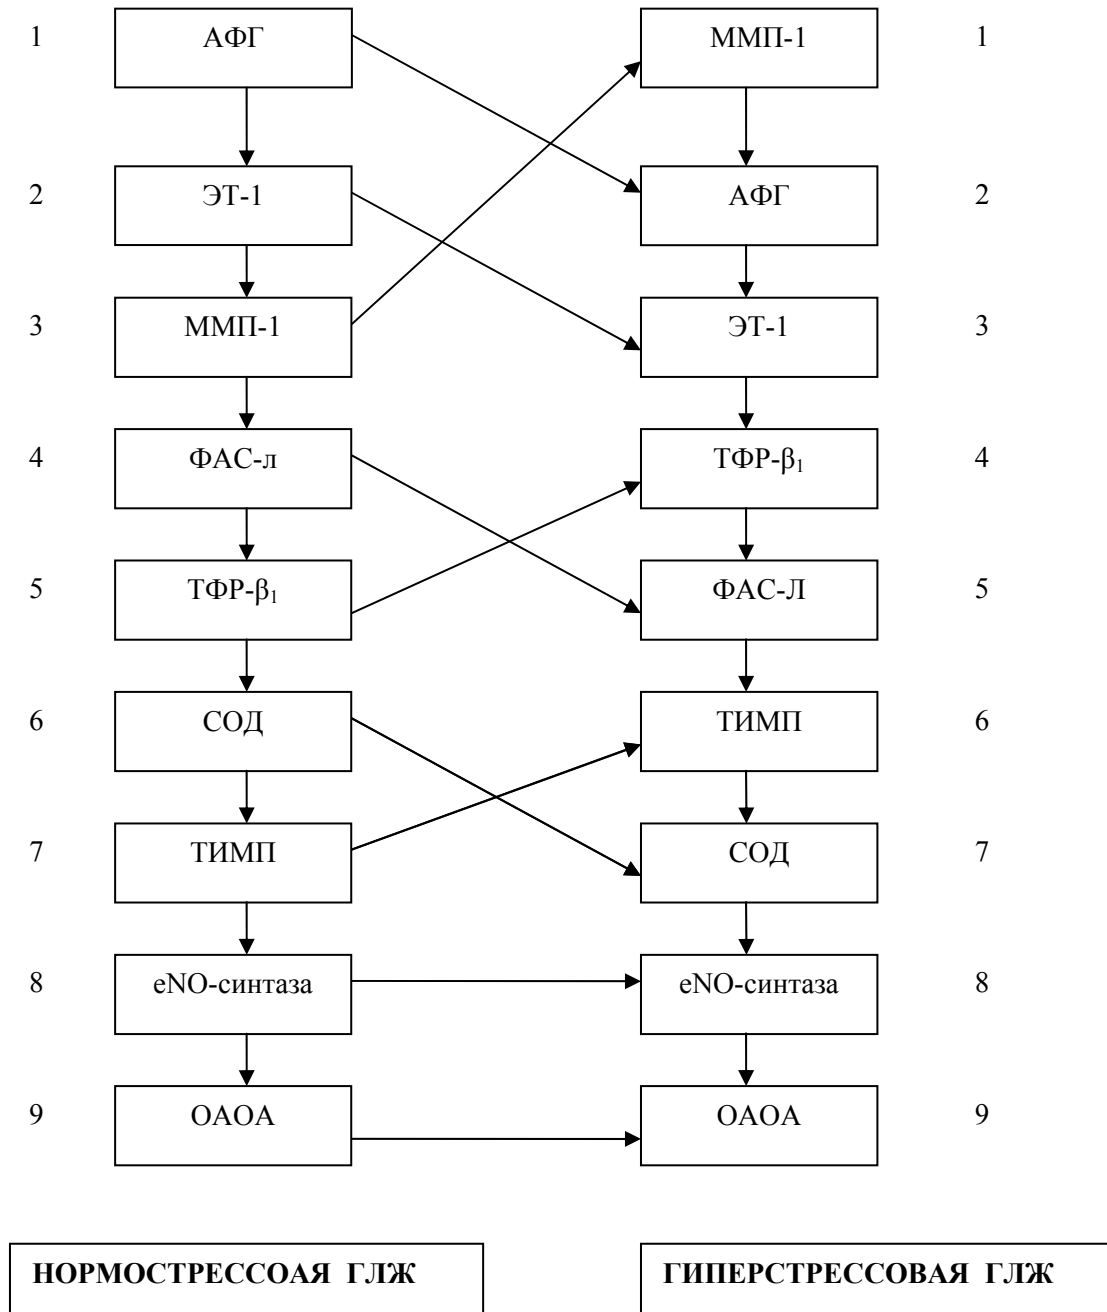 1 АФГ ММП-1 1
2 ЭТ-1 АФГ 2
3 ММП-1 ЭТ-1 3
4 ФАС-л ТФР-β₁ 4
5 ТФР-β₁ ФАС-Л 5
6 СОД ТИМП 6
7 ТИМП СОД 7
8 eNO-синтаза eNO-синтаза 8
9 ОАОА ОАОА 9
НОРМОСТРЕССОАЯ ГЛЖ ГИПЕРСТРЕССОВАЯ ГЛЖ